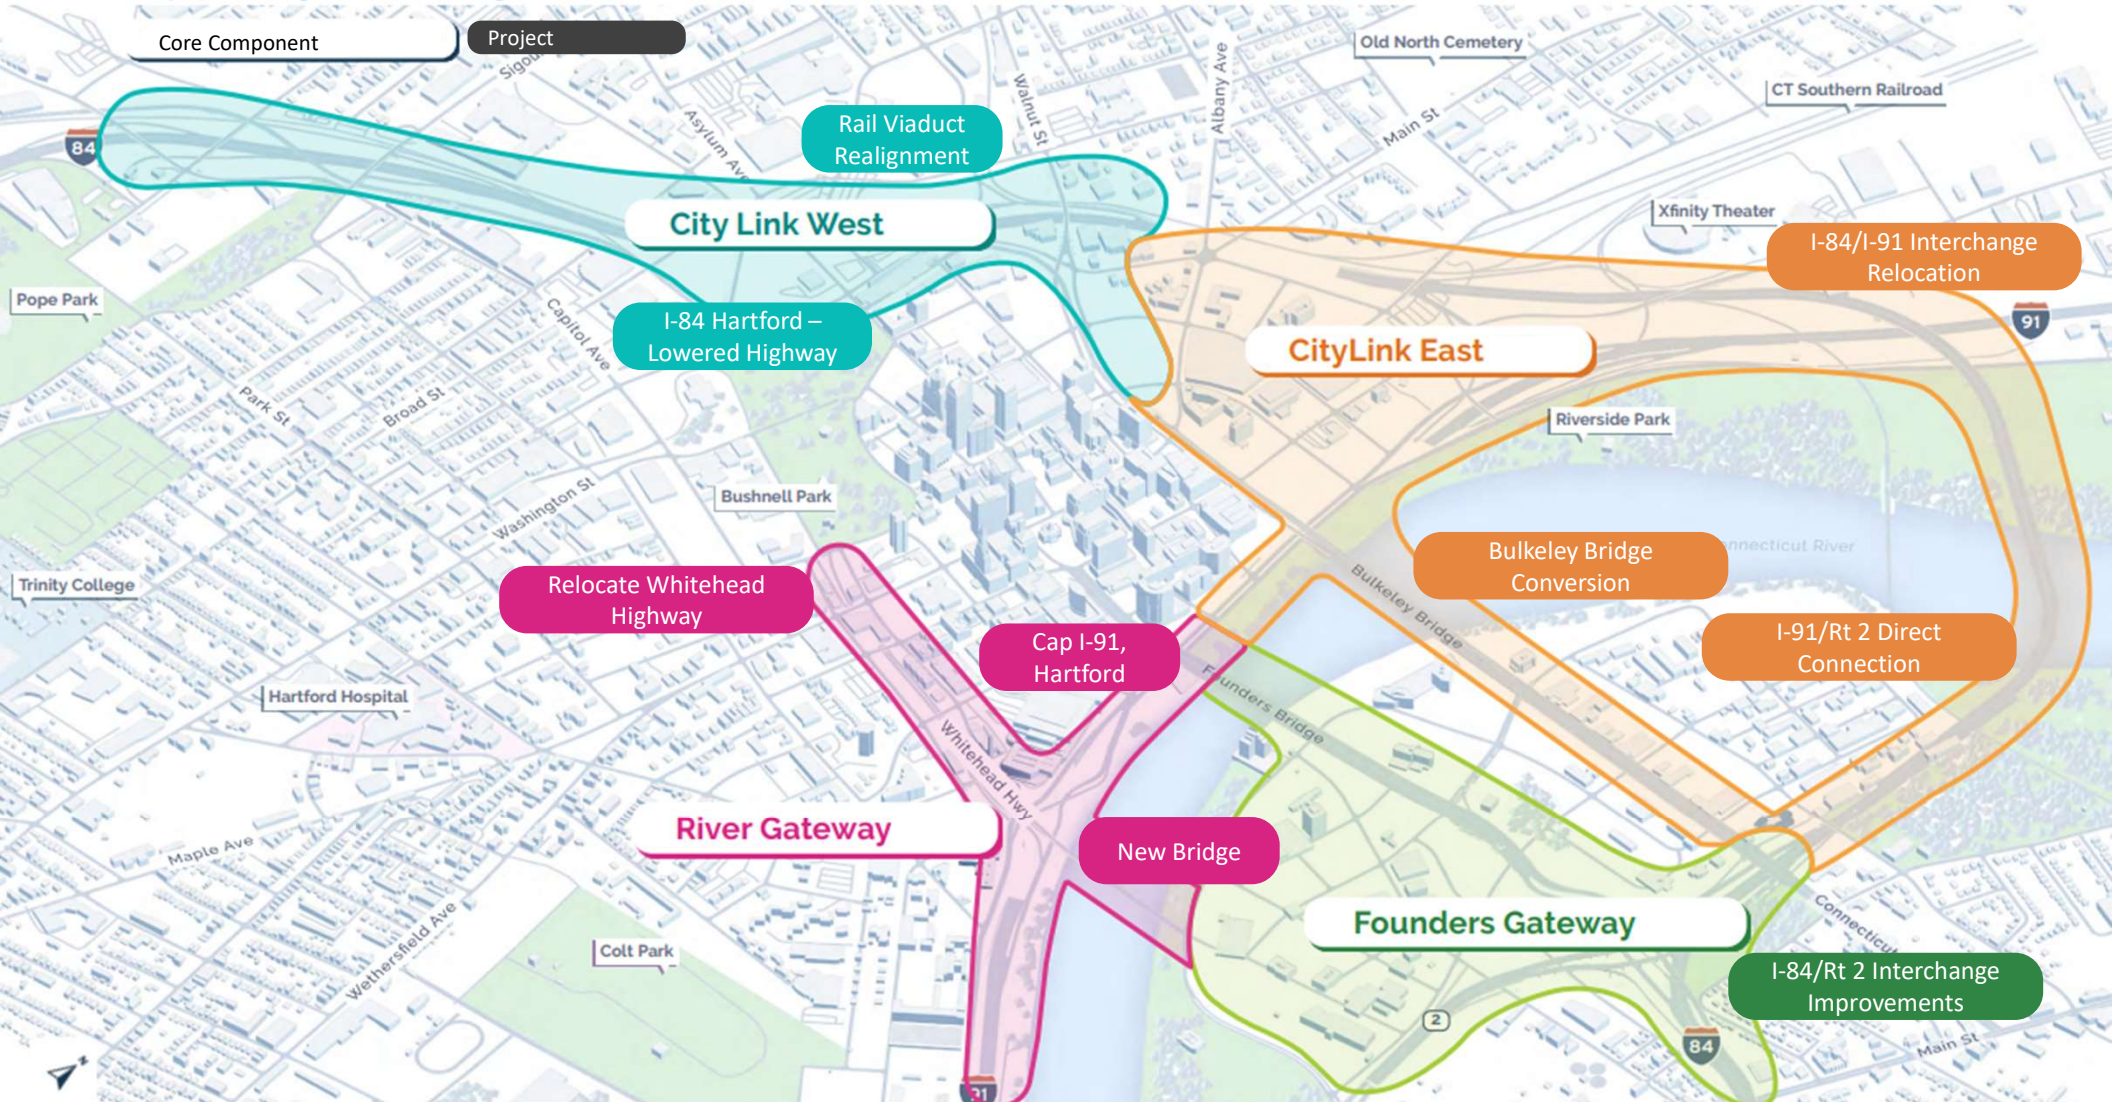 Core Component
Project
Sigou
Asylum Ave
Walnut St
Albany Ave
Old North Cemetery
Main St
CT Southern Railroad
84
Rail Viaduct
Realignment
City Link West
Xfinity Theater
I-84/I-91 Interchange
Relocation
Pope Park
Capitol Ave
I-84 Hartford –
Lowered Highway
CityLink East
91
Park St
Broad St
Riverside Park
Washington St
Bushnell Park
Bulkeley Bridge
Conversion
nnecticut River
Trinity College
Relocate Whitehead
Highway
Bulkeley Bridge
Cap I-91,
Hartford
I-91/Rt 2 Direct
Connection
Hartford Hospital
Founders Bridge
Whitehead Hwy
River Gateway
Maple Ave
New Bridge
Founders Gateway
Connecticut
Wethersfield Ave
Colt Park
I-84/Rt 2 Interchange
Improvements
2
84
Main St
91